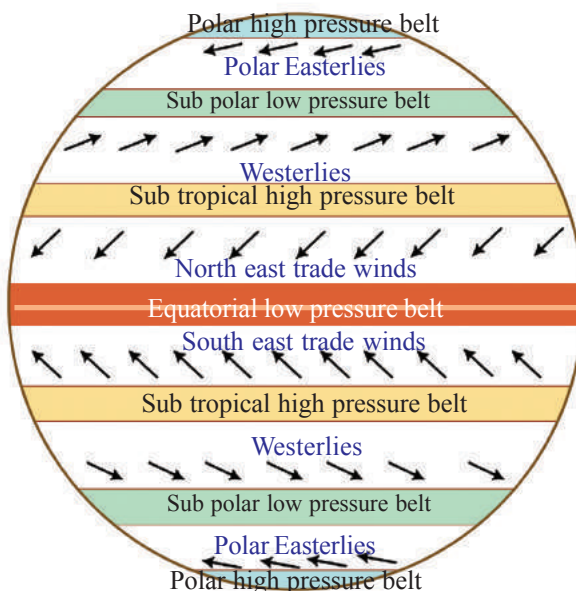 Polar high pressure belt
Polar Easterlies
Sub polar low pressure belt
Westerlies
Sub tropical high pressure belt
North east trade winds
Equatorial low pressure belt
South east trade winds
Sub tropical high pressure belt
Westerlies
Sub polar low pressure belt
Polar Easterlies
Polar high pressure belt